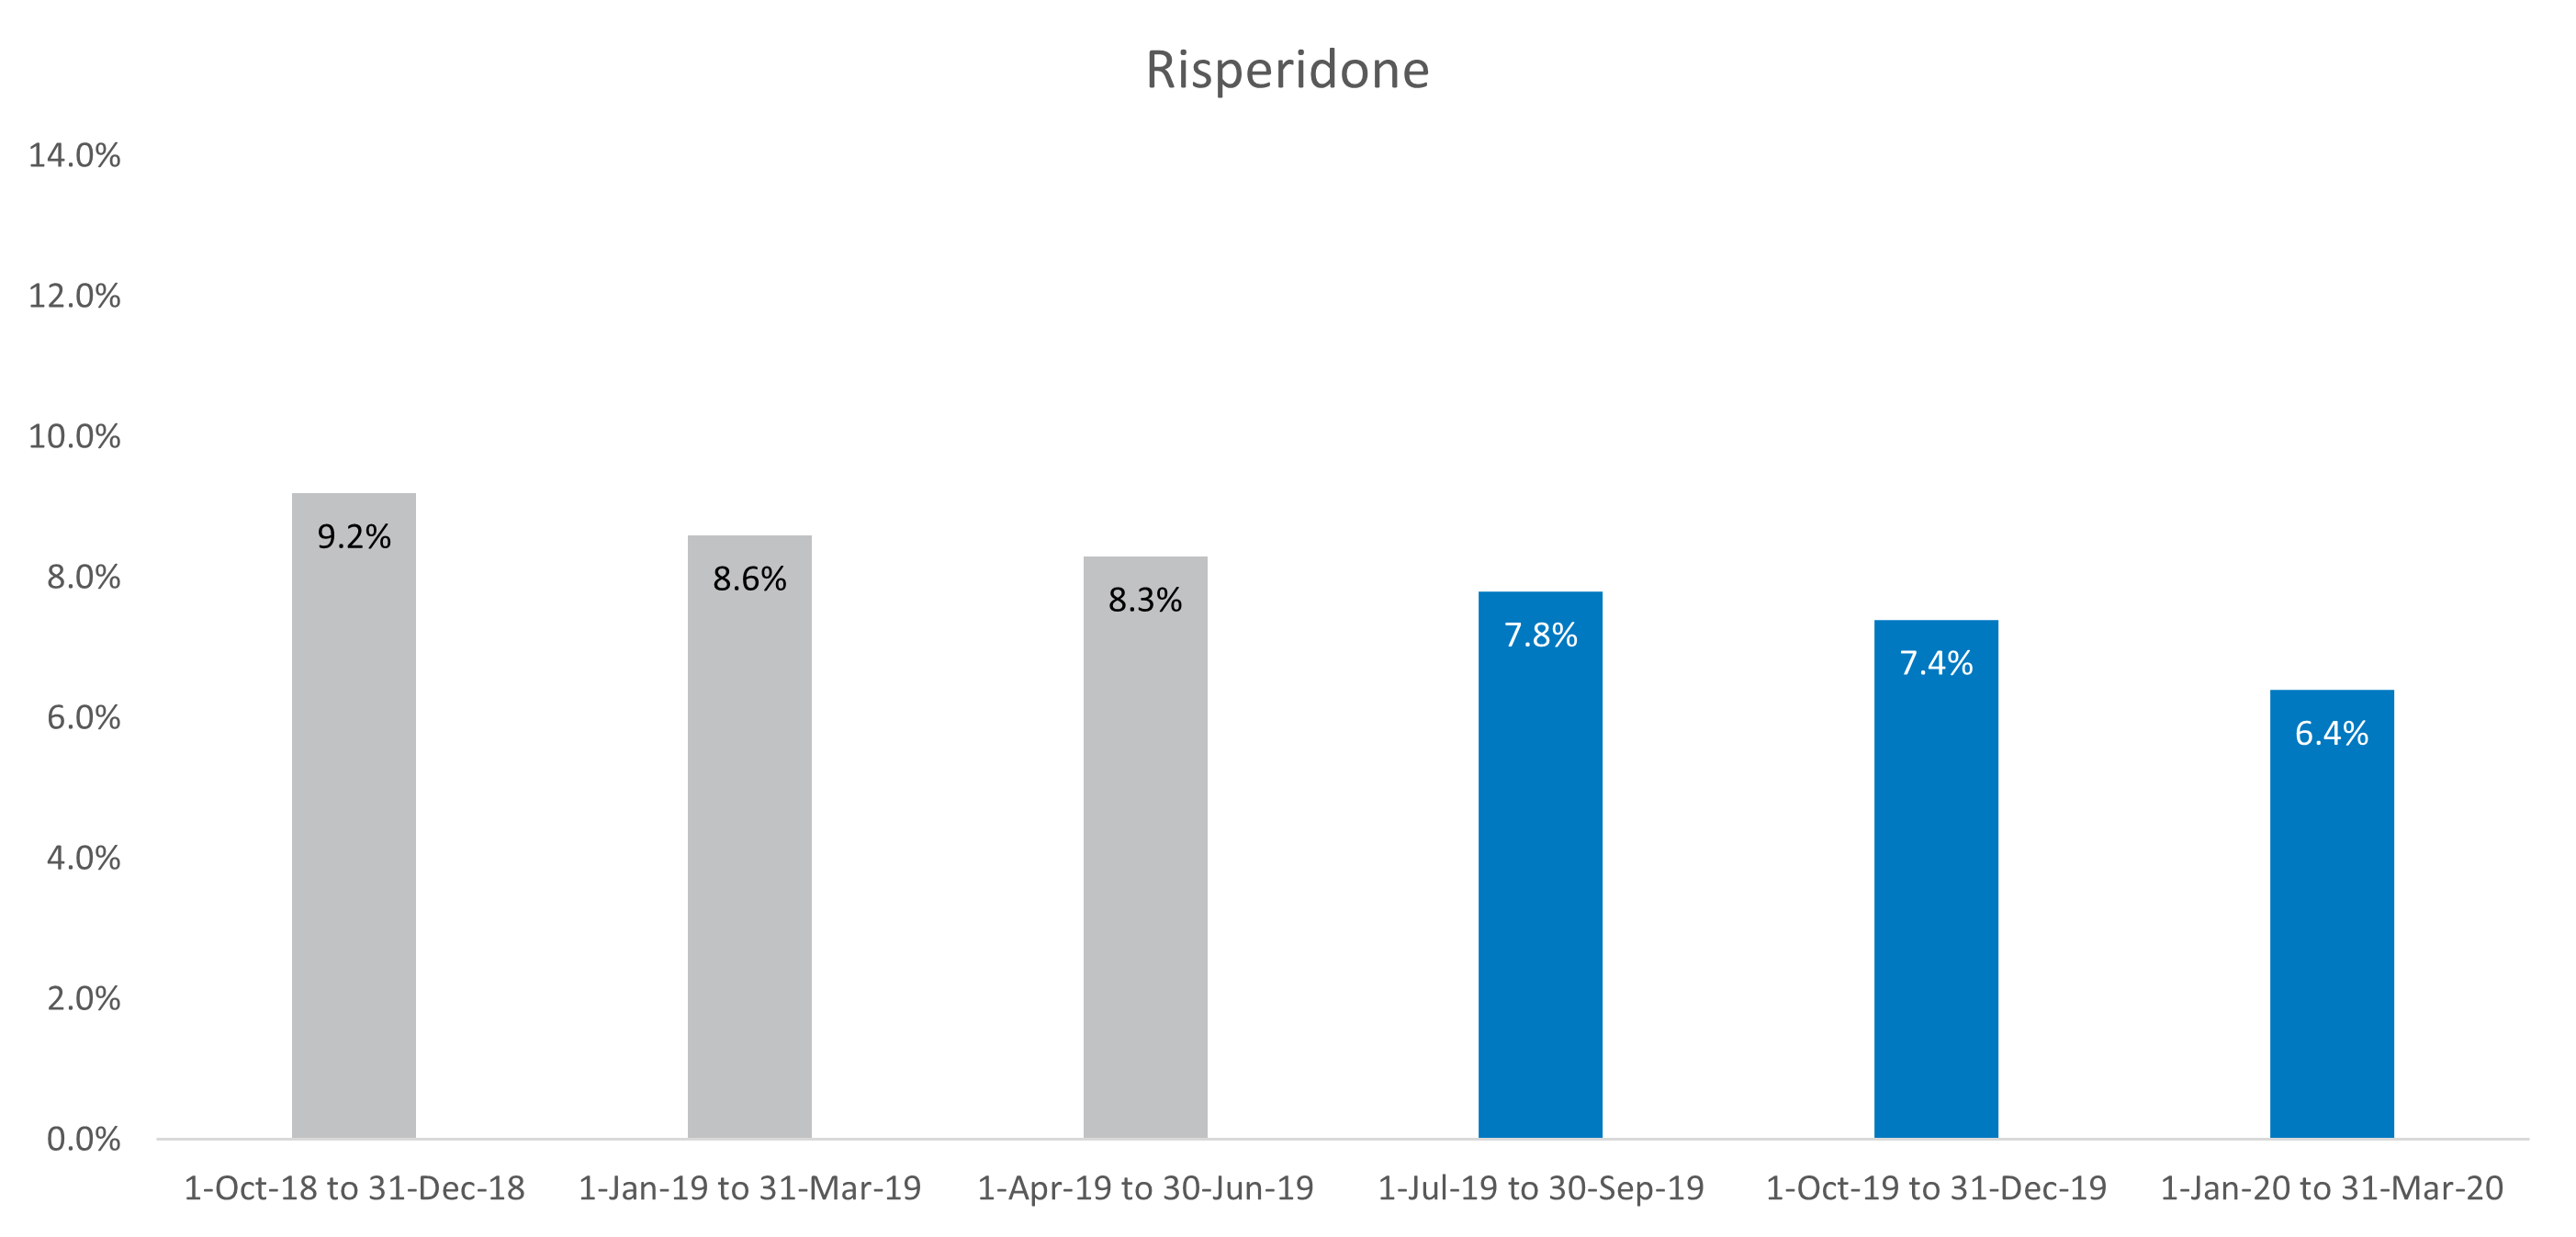 Risperidone
14.0%
12.0%
10.0%
8.0%
6.0%
4.0%
2.0%
0.0%
9.2%
8.6%
8.3%
7.8%
7.4%
6.4%
1-Oct-18 to 31-Dec-18
1-Jan-19 to 31-Mar-19
1-Apr-19 to 30-Jun-19
1-Jul-19 to 30-Sep-19
1-Oct-19 to 31-Dec-19
1-Jan-20 to 31-Mar-20